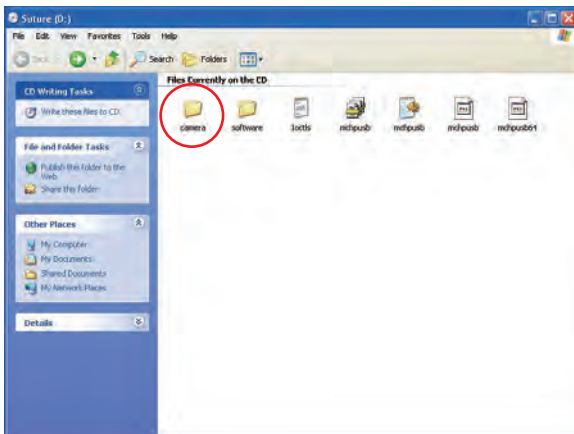 Suture (D:)
File Edit View Favorites Tools Help
Back Search Folders
Files Currently on the CD
CD Writing Tasks
Write these files to CD
camera software Ioctls mchpusb mchpusb mchpusb mchpusb64
File and Folder Tasks
Publish this folder to the
Web
Share this folder
Other Places
My Computer
My Documents
Shared Documents
My Network Places
Details